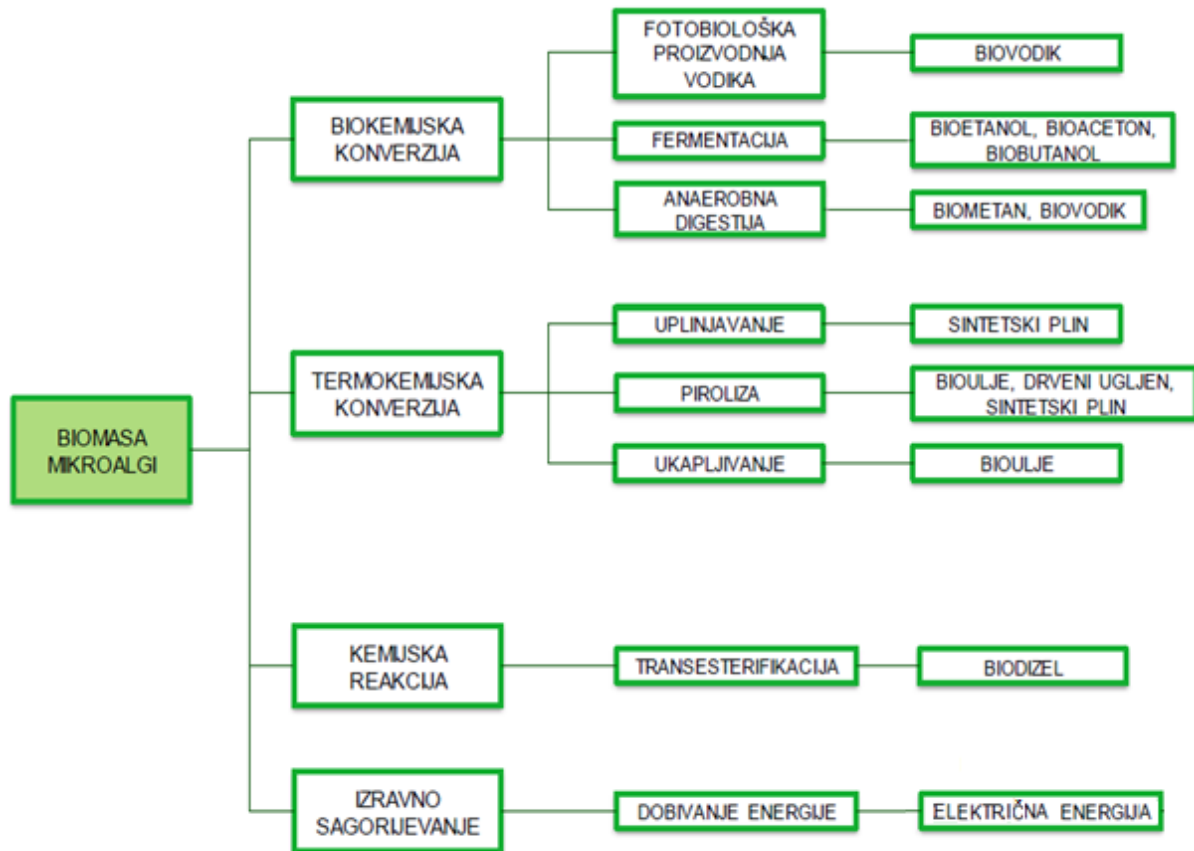 BIOMASA
MIKROALGI
BIOKEMIJSKA
KONVERZIJA
FOTOBIOLOŠKA
PROIZVODNJA
VODIKA
BIOVODIK
FERMENTACIJA
BIOETANOL, BIOACETON,
BIOBUTANOL
ANAEROBNA
DIGESTIJA
BIOMETAN, BIOVODIK
TERMOKEMIJSKA
KONVERZIJA
UPLINJAVANJE
SINTETSKI PLIN
PIROLIZA
BIOULJE, DRVENI UGLJEN,
SINTETSKI PLIN
UKAPLJIVANJE
BIOULJE
KEMIJSKA
REAKCIJA
TRANSESTERIFIKACIJA
BIODIZEL
IZRAVNO
SAGORIJEVANJE
DOBIVANJE ENERGIJE
ELEKTRIČNA ENERGIJA